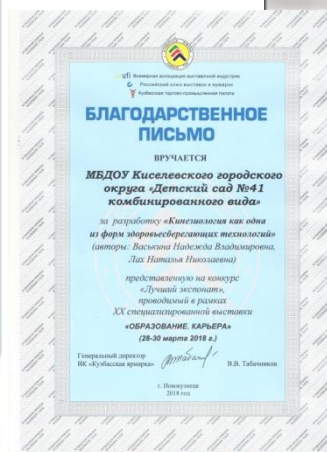 ufi Всемирная ассоциация выставочной индустрии
Российский союз выставок и ярмарок
Кузбасская торгово-промышленная палата
БЛАГОДАРСТВЕННОЕ
ПИСЬМО
ВРУЧАЕТСЯ
МБДОУ Киселевского городского
округа «Детский сад №41
комбинированного вида»
за разработку «Кинезиология как одна
из форм здоровьесберегающих технологий»
(авторы: Васькина Надежда Владимировна,
Лах Наталья Николаевна)
представленную на конкурс
«Лучший экспонат»,
проводимый в рамках
XX специализированной выставки
«ОБРАЗОВАНИЕ. КАРЬЕРА»
(28-30 марта 2018 г.)
Генеральный директор
ВК «Кузбасская ярмарка»
В.В. Табачников
г. Новокузнецк
2018 год